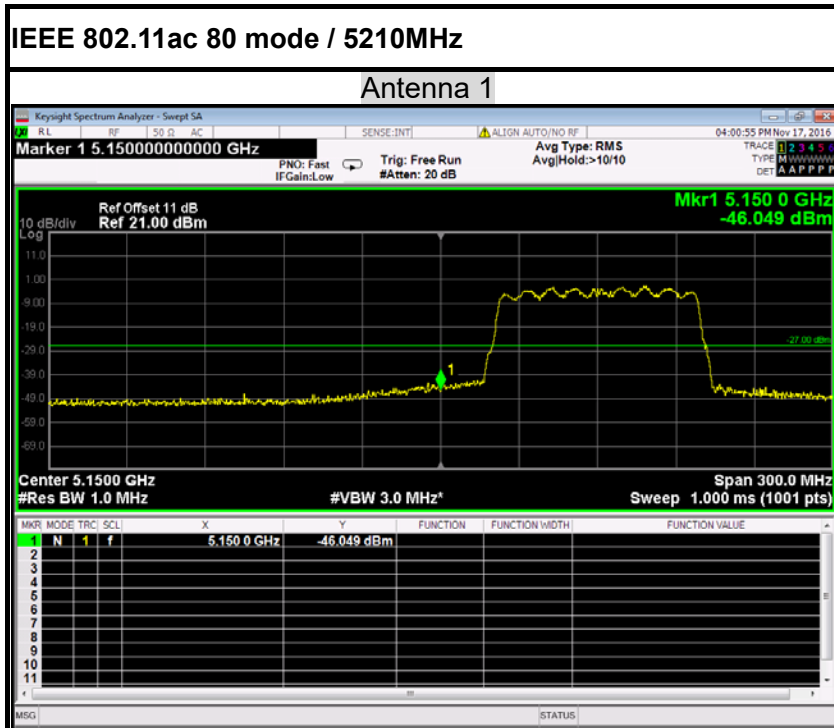 IEEE 802.11ac 80 mode / 5210MHz
Antenna 1
Keysight Spectrum Analyzer - Swept SA
RL RF 50 Ω AC SENSE:INT ALIGN AUTO/NO RF 04:00:55 PM Nov 17, 2016
Marker 1 5.150000000000 GHz
PNO: Fast
IFGain:Low
Trig: Free Run
#Atten: 20 dB
Avg Type: RMS
Avg|Hold:>10/10
TRACE 1 2 3 4 5 6
TYPE M W W W W W
DET A A P P P P
Mkr1 5.150 0 GHz
-46.049 dBm
Ref Offset 11 dB
10 dB/div Ref 21.00 dBm
Log
11.0
1.00
-9.00
-19.0
-27.00 dBm
-29.0
-39.0
1
-49.0
-59.0
-69.0
Center 5.1500 GHz Span 300.0 MHz
#Res BW 1.0 MHz #VBW 3.0 MHz* Sweep 1.000 ms (1001 pts)
MKR MODE TRC SCL X Y FUNCTION FUNCTION WIDTH FUNCTION VALUE
1 N 1 f 5.150 0 GHz -46.049 dBm
2
3
4
5
6
7
8
9
10
11
MSG STATUS